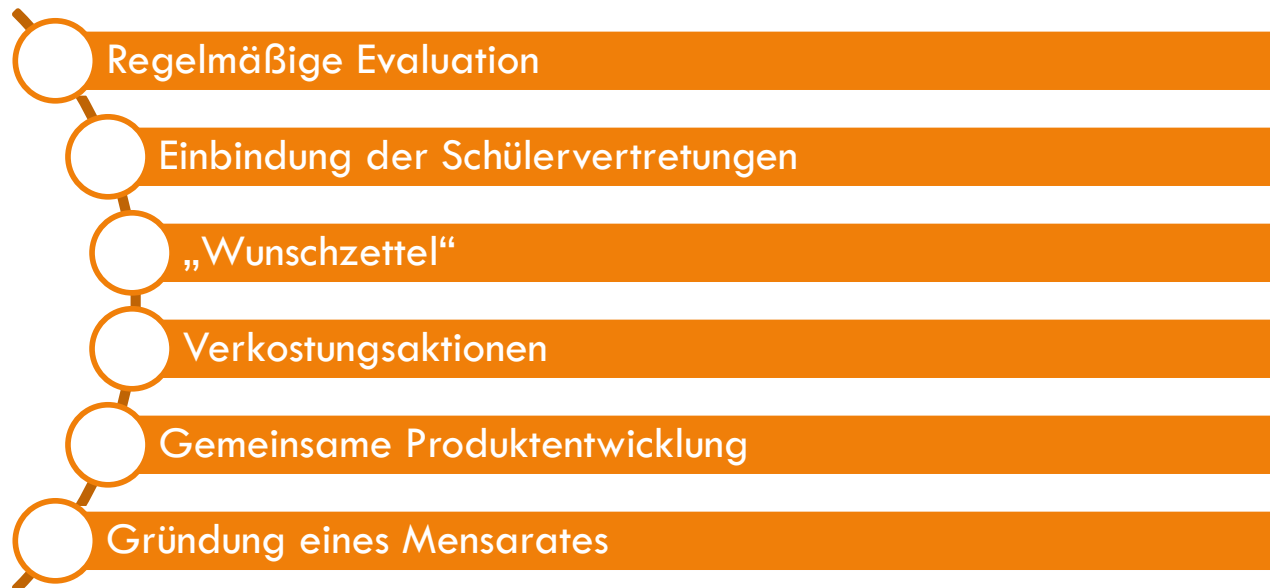 Regelmäßige Evaluation
Einbindung der Schülervertretungen
„Wunschzettel“
Verkostungsaktionen
Gemeinsame Produktentwicklung
Gründung eines Mensarates